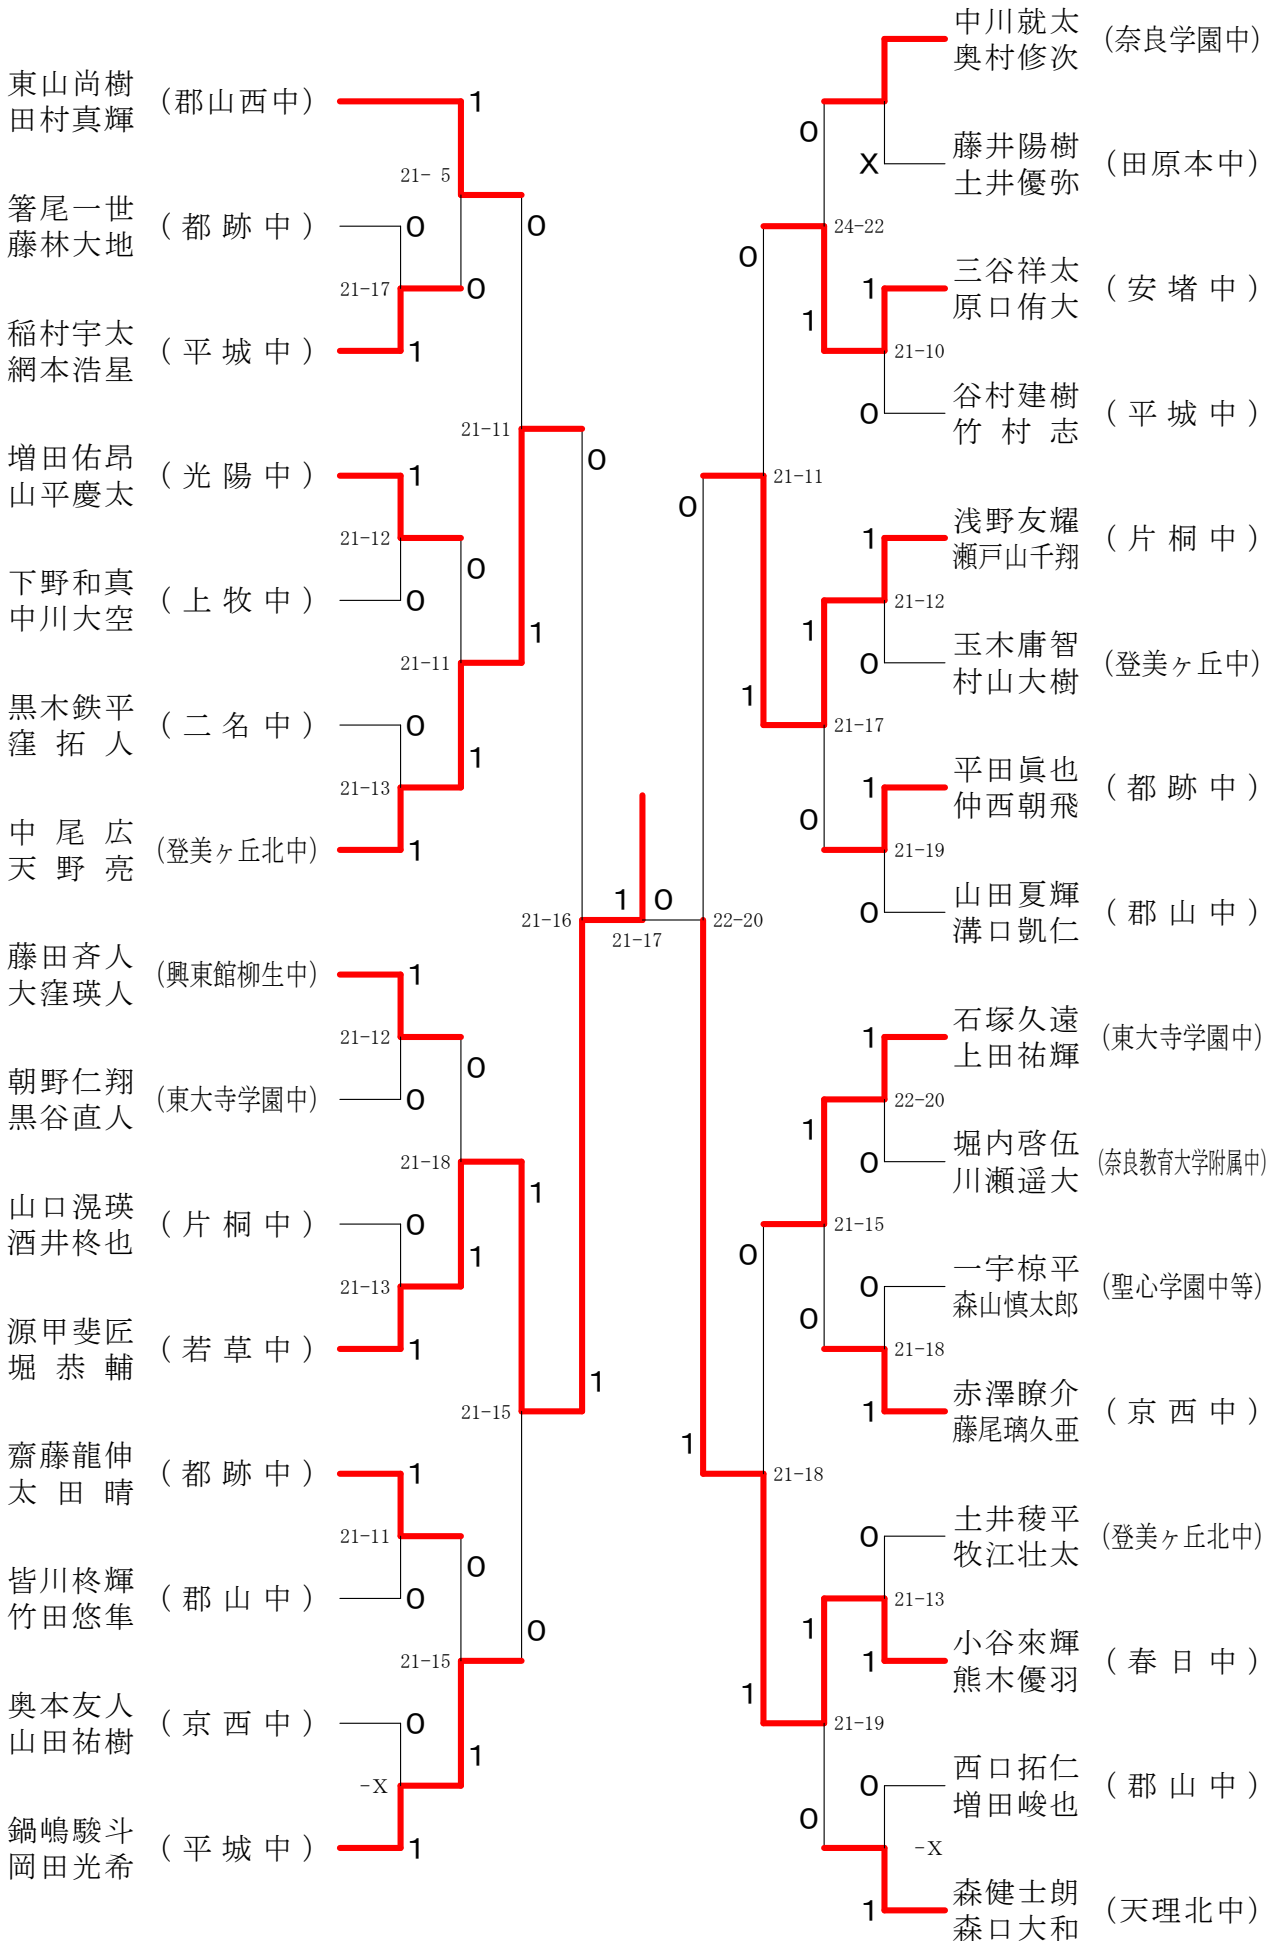 東山尚樹
田村真輝
(郡山西中)
1
21- 5
箸尾一世
藤林大地
(都跡中)
0
0
21-17
0
稲村宇太
網本浩星
(平城中)
1
21-11
0
増田佑昂
山平慶太
(光陽中)
1
21-12
0
下野和真
中川大空
(上牧中)
0
1
21-11
黒木鉄平
窪拓人
(二名中)
0
1
21-13
中尾広
天野亮
(登美ヶ丘北中)
1
21-16
1
0
21-17
藤田斉人
大窪瑛人
(興東館柳生中)
1
21-12
0
朝野仁翔
黒谷直人
(東大寺学園中)
0
21-18
1
山口滉瑛
酒井柊也
(片桐中)
0
1
21-13
源甲斐匠
堀恭輔
(若草中)
1
1
21-15
齋藤龍伸
太田晴
(都跡中)
1
21-11
0
皆川柊輝
竹田悠隼
(郡山中)
0
0
21-15
奥本友人
山田祐樹
(京西中)
0
1
-X
鍋嶋駿斗
岡田光希
(平城中)
1
中川就太
奥村修次
(奈良学園中)
0
X
藤井陽樹
土井優弥
(田原本中)
24-22
0
1
三谷祥太
原口侑大
(安堵中)
1
21-10
0
谷村建樹
竹村志
(平城中)
21-11
0
1
浅野友耀
瀬戸山千翔
(片桐中)
21-12
1
0
玉木庸智
村山大樹
(登美ヶ丘中)
1
21-17
1
平田眞也
仲西朝飛
(都跡中)
0
21-19
0
山田夏輝
溝口凱仁
(郡山中)
22-20
1
石塚久遠
上田祐輝
(東大寺学園中)
22-20
1
0
堀内啓伍
川瀬遥大
(奈良教育大学附属中)
21-15
0
0
一宇椋平
森山慎太郎
(聖心学園中等)
0
21-18
1
赤澤瞭介
藤尾璃久亜
(京西中)
1
21-18
0
土井稜平
牧江壮太
(登美ヶ丘北中)
21-13
1
1
小谷來輝
熊木優羽
(春日中)
1
21-19
0
西口拓仁
増田峻也
(郡山中)
0
-X
1
森健士朗
森口大和
(天理北中)